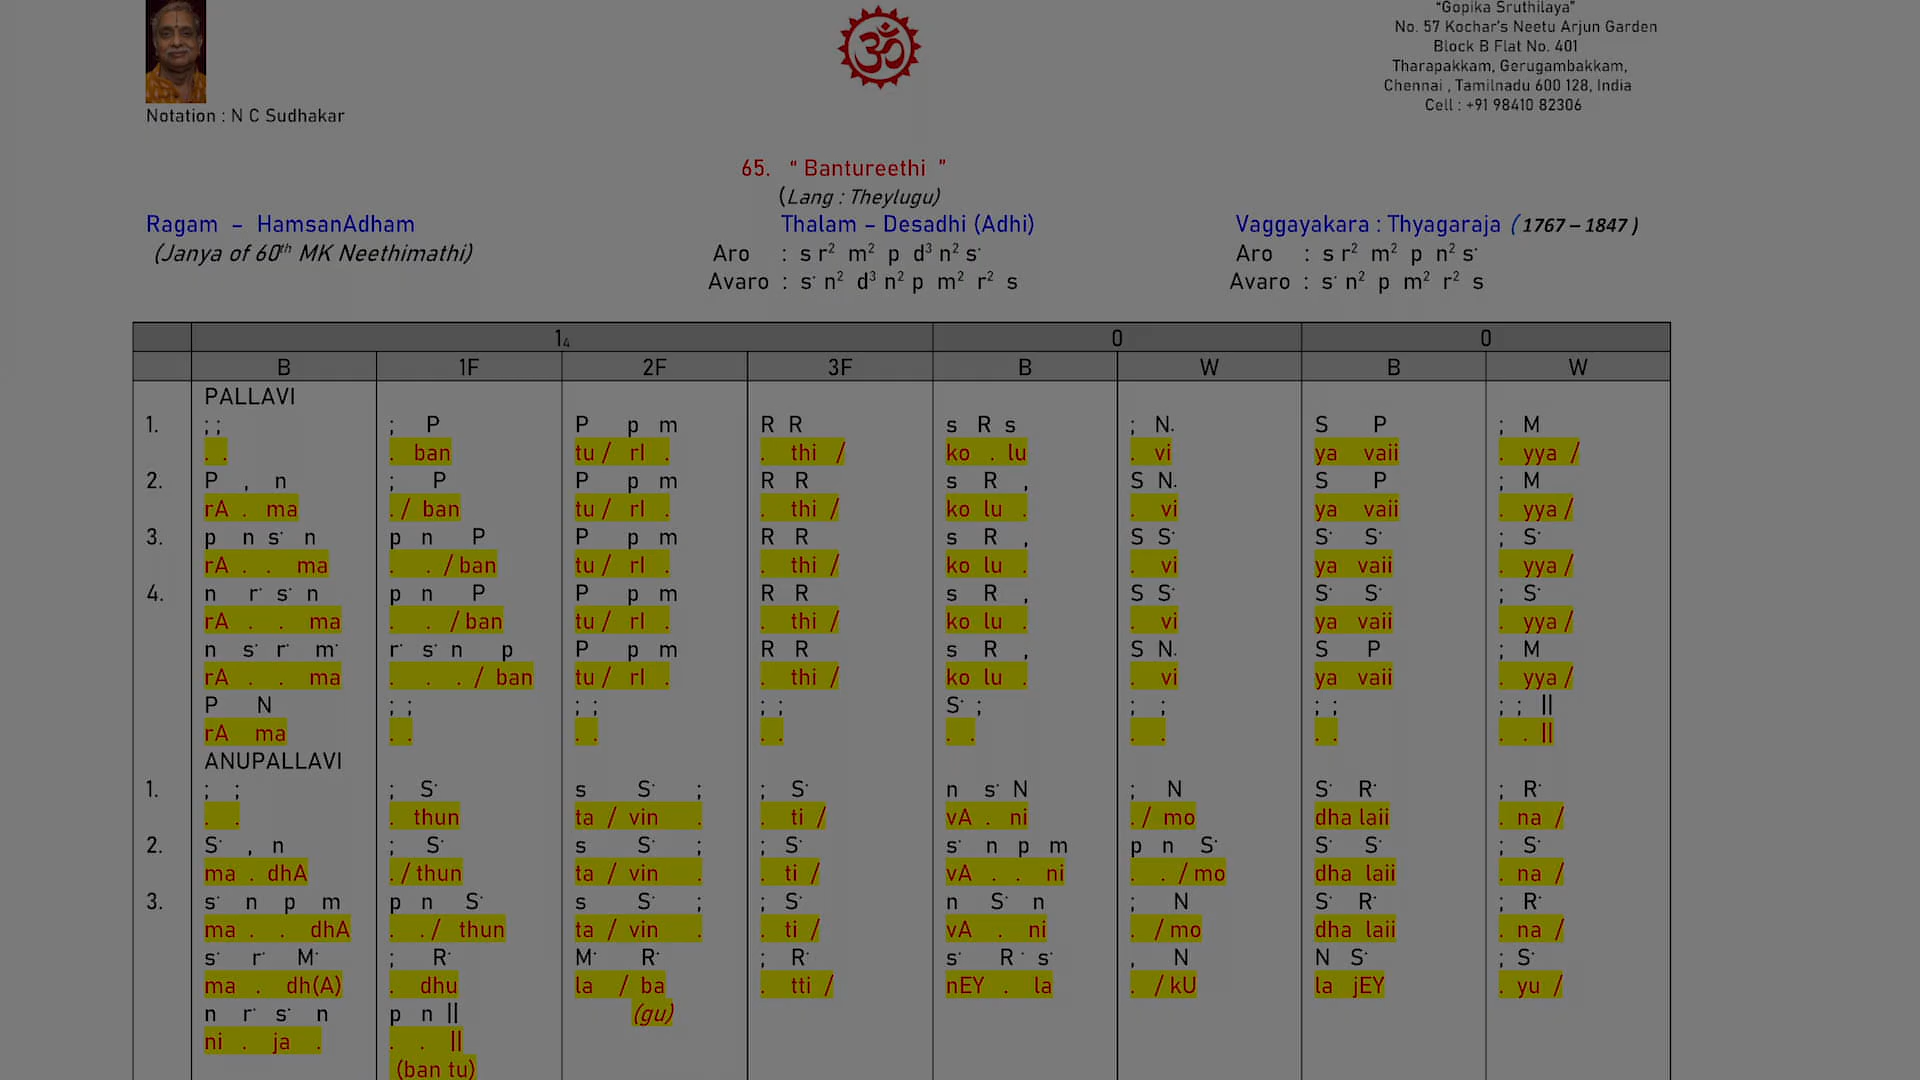 “Gopika Sruthilaya”
No. 57 Kochar's Neetu Arjun Garden
Block B Flat No. 401
Tharapakkam, Gerugambakkam,
Chennai , Tamilnadu 600 128, India
Cell : +91 98410 82306
Notation : N C Sudhakar
ॐ
65. “ Bantureethi ”
(Lang : Theylugu)
Ragam – HamsanAdham Thalam – Desadhi (Adhi) Vaggayakara : Thyagaraja ( 1767 – 1847 )
(Janya of 60th MK Neethimathi) Aro : s r2 m2 p d3 n2 s· Aro : s r2 m2 p n2 s·
Avaro : s· n2 d3 n2 p m2 r2 s Avaro : s· n2 p m2 r2 s
1₄ 0 0
B 1F 2F 3F B W B W
PALLAVI
1. ; ; ; P P p m R R s R s ; N. S P ; M
. . . ban tu / rI . . thi / ko . lu . vi ya vaii . yya /
2. P , n ; P P p m R R s R , S N. S P ; M
rA . ma . / ban tu / rI . . thi / ko lu . . vi ya vaii . yya /
3. p n s· n p n P P p m R R s R , S S· S· S· ; S·
rA . . ma . . / ban tu / rI . . thi / ko lu . . vi ya vaii . yya /
4. n r· s· n p n P P p m R R s R , S S· S· S· ; S·
rA . . ma . . / ban tu / rI . . thi / ko lu . . vi ya vaii . yya /
n s· r· m· r· s· n p P p m R R s R , S N. S P ; M
rA . . ma . . . / ban tu / rI . . thi / ko lu . . vi ya vaii . yya /
P N ; ; ; ; ; ; S· ; ; ; ; ; ; ; ||
rA ma . . . . . . . . . . . . . . ||
ANUPALLAVI
1. ; ; ; S· s S· ; ; S· n s· N ; N S· R· ; R·
. . . thun ta / vin . . ti / vA . ni . / mo dha laii . na /
2. S· , n ; S· s S· ; ; S· s· n p m p n S· S· S· ; S·
ma . dhA . / thun ta / vin . . ti / vA . . ni . . / mo dha laii . na /
3. s· n p m p n S· s S· ; ; S· n S· n ; N S· R· ; R·
ma . . dhA . . / thun ta / vin . . ti / vA . ni . / mo dha laii . na /
s· r· M· ; R· M· R· ; R· s· R· s· , N N S· ; S·
ma . dh(A) . dhu la / ba . tti / nEY . la . / kU la jEY . yu /
n r· s· n p n || (gu)
ni . ja . . . ||
(ban tu)